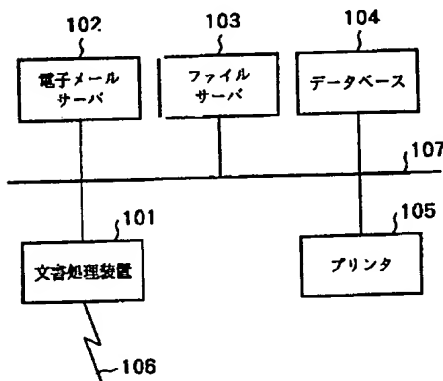 102
103
104
電子メール
サーバ
ファイル
サーバ
データベース
107
101
105
文書処理装置
プリンタ
106